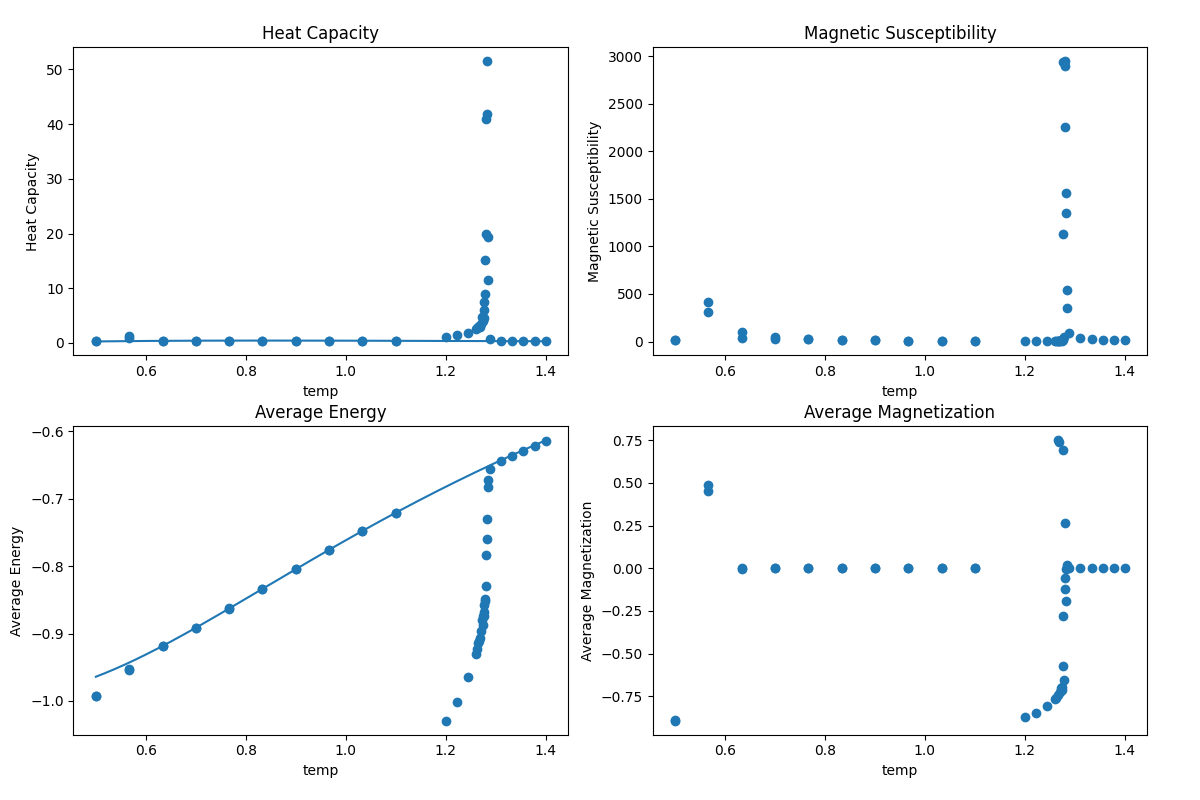 Heat Capacity
Heat Capacity
50
40
30
20
10
0
0.6 0.8 1.0 1.2 1.4
temp
Magnetic Susceptibility
Magnetic Susceptibility
3000
2500
2000
1500
1000
500
0
0.6 0.8 1.0 1.2 1.4
temp
Average Energy
Average Energy
−0.6
−0.7
−0.8
−0.9
−1.0
0.6 0.8 1.0 1.2 1.4
temp
Average Magnetization
Average Magnetization
0.75
0.50
0.25
0.00
−0.25
−0.50
−0.75
0.6 0.8 1.0 1.2 1.4
temp